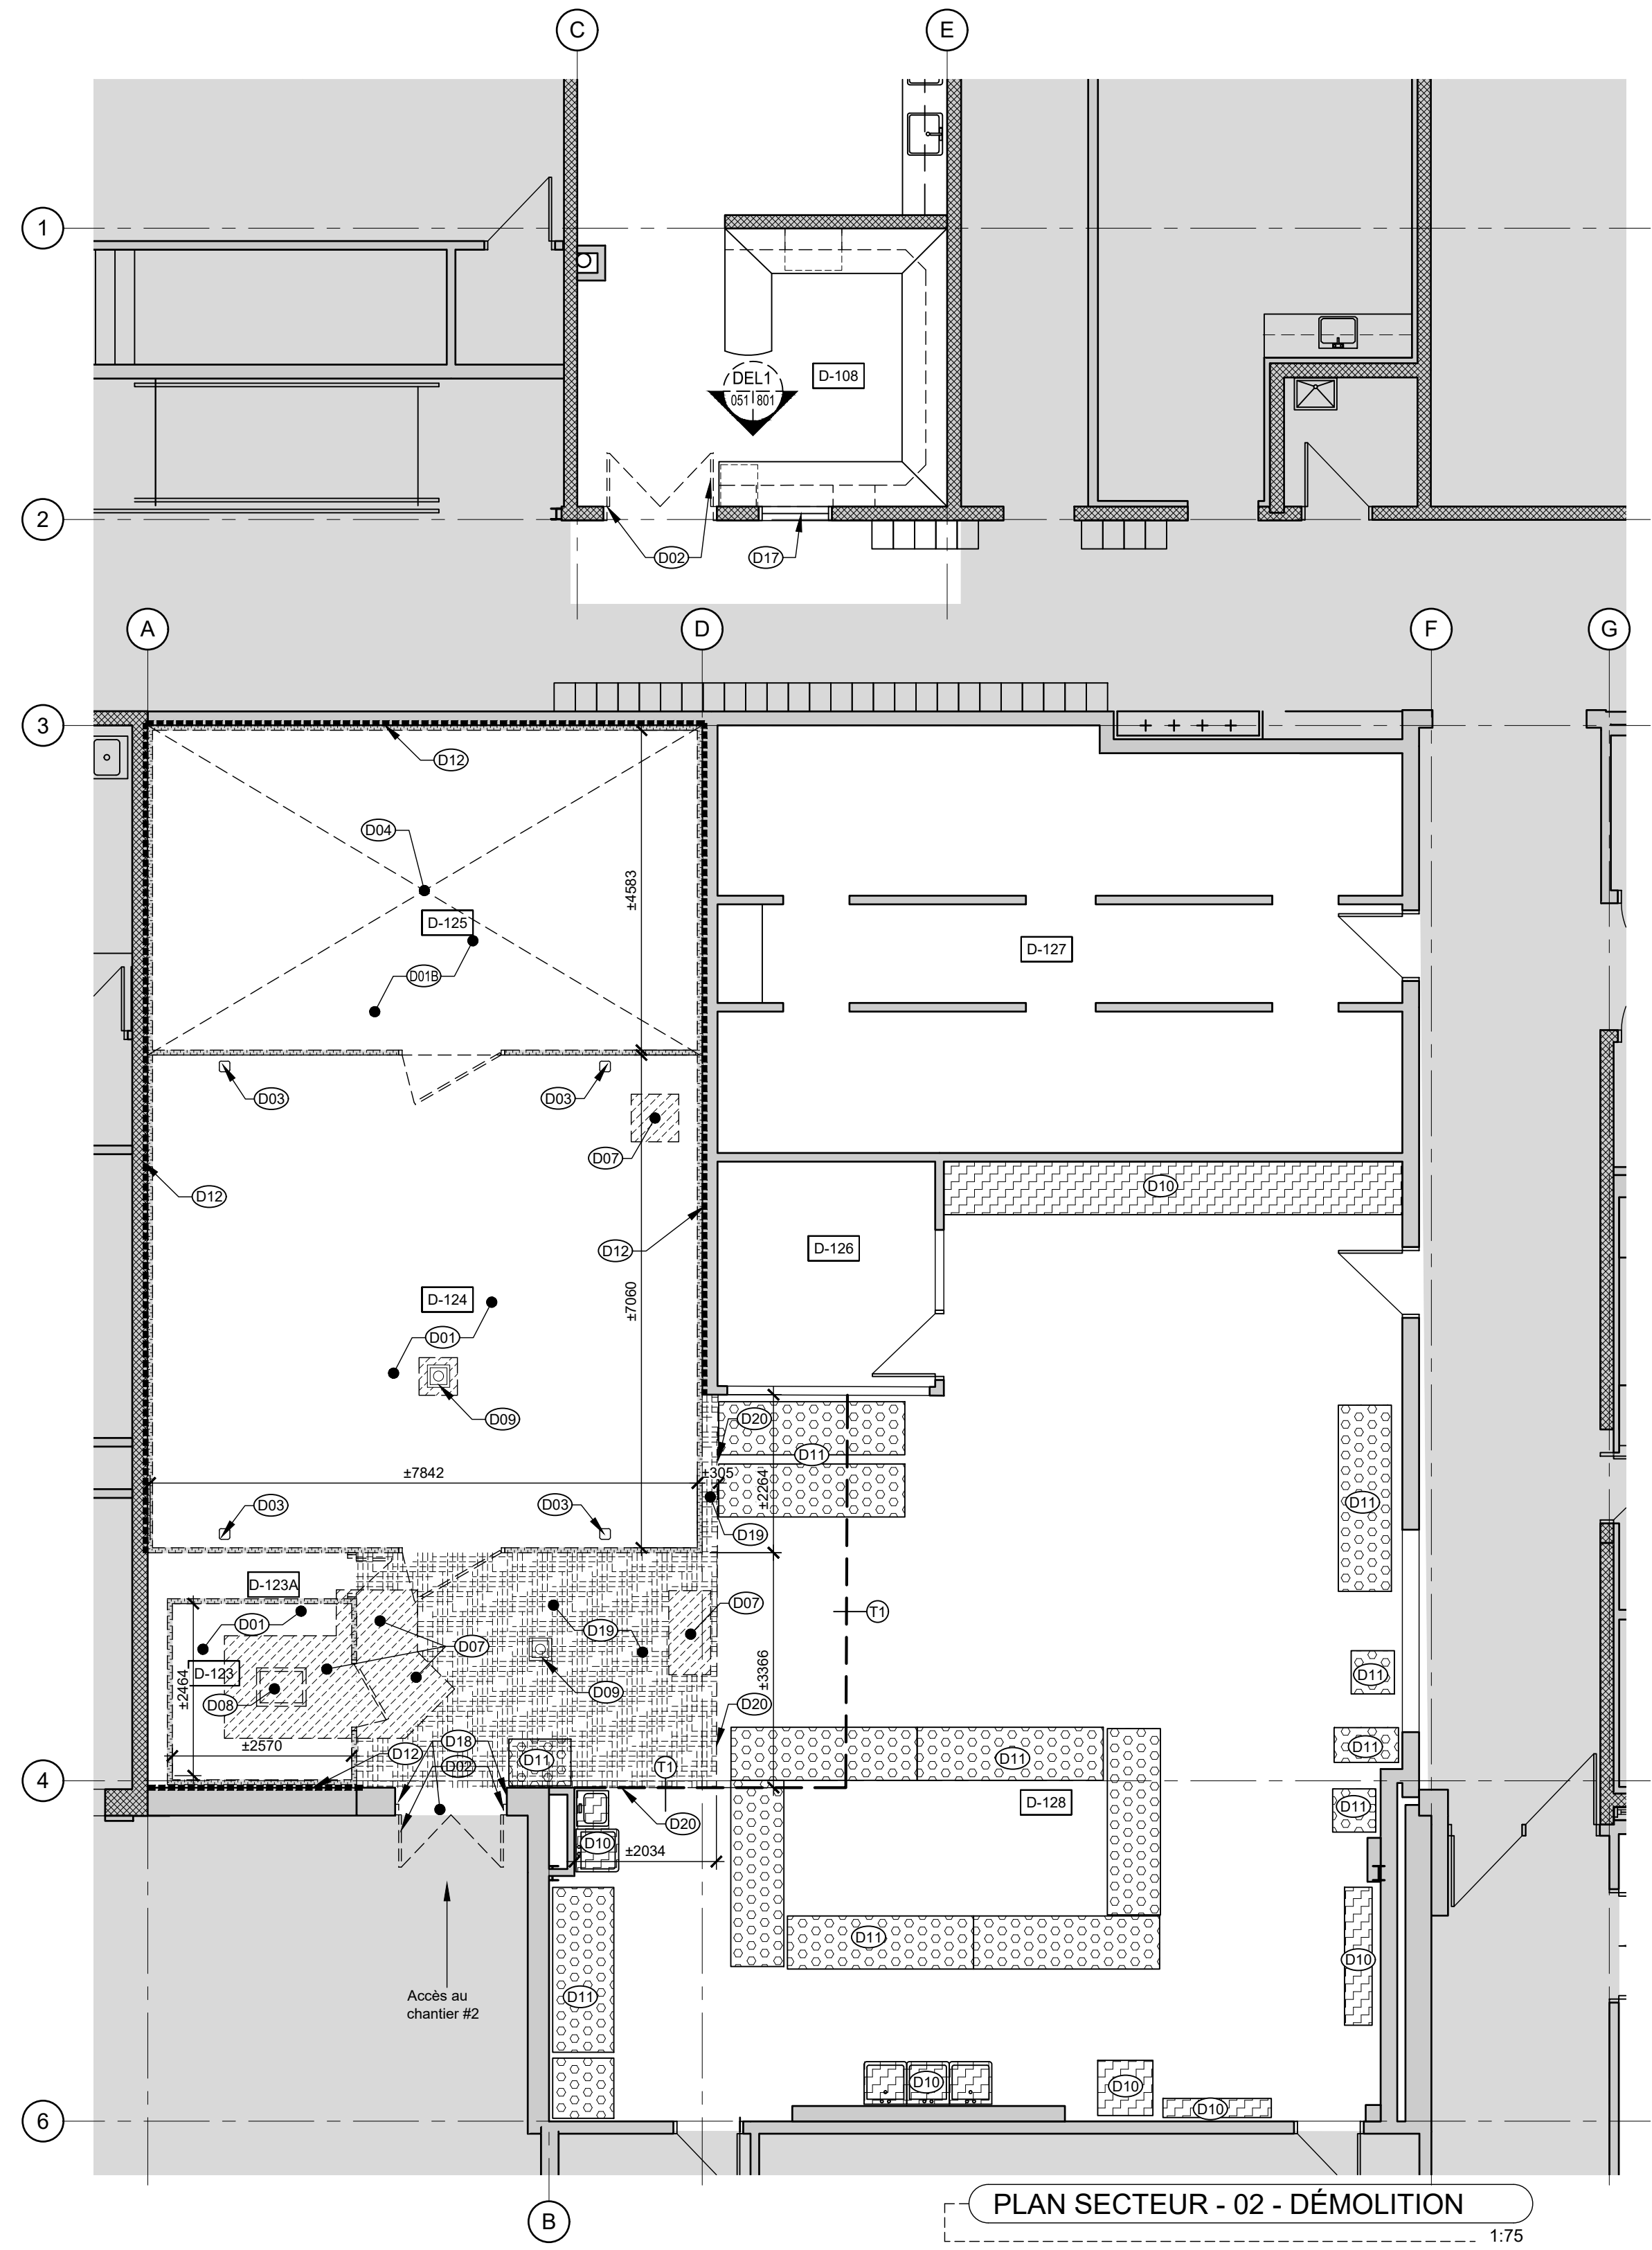 C
E
1
DEL1
051 801
D-108
2
D02
D17
A
D
F
G
3
D12
D04
±4583
D-125
D-127
D01B
D03
D03
D07
D10
D12
D12
D-126
D-124
±7060
D01
D09
D20
D11
±7842
±305
±2264
D11
D03
D03
D19
D-123A
D07
T1
D01
D19
D07
D-123
D11
±2464
±3366
D08
D09
D20
±2570
D12
D18
D02
D11
D11
D11
T1
4
D-128
D11
D20
D10
±2034
D11
D10
Accès au
chantier #2
D11
D10
D10
D10
6
B
PLAN SECTEUR - 02 - DÉMOLITION
1:75